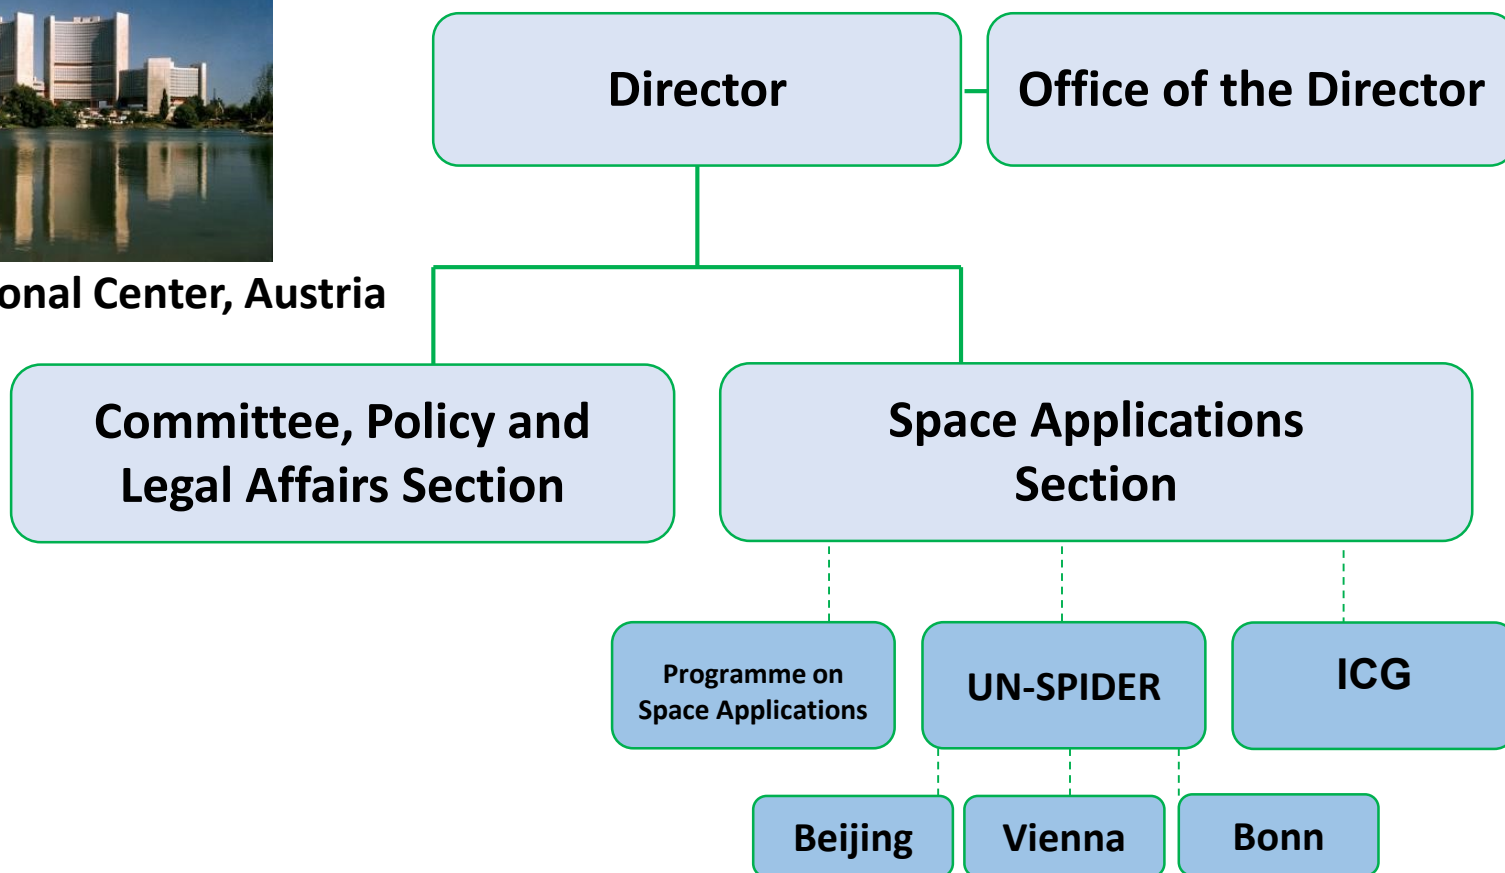 Director
Office of the Director
onal Center, Austria
Committee, Policy and
Legal Affairs Section
Space Applications
Section
Programme on
Space Applications
UN-SPIDER
ICG
Beijing
Vienna
Bonn